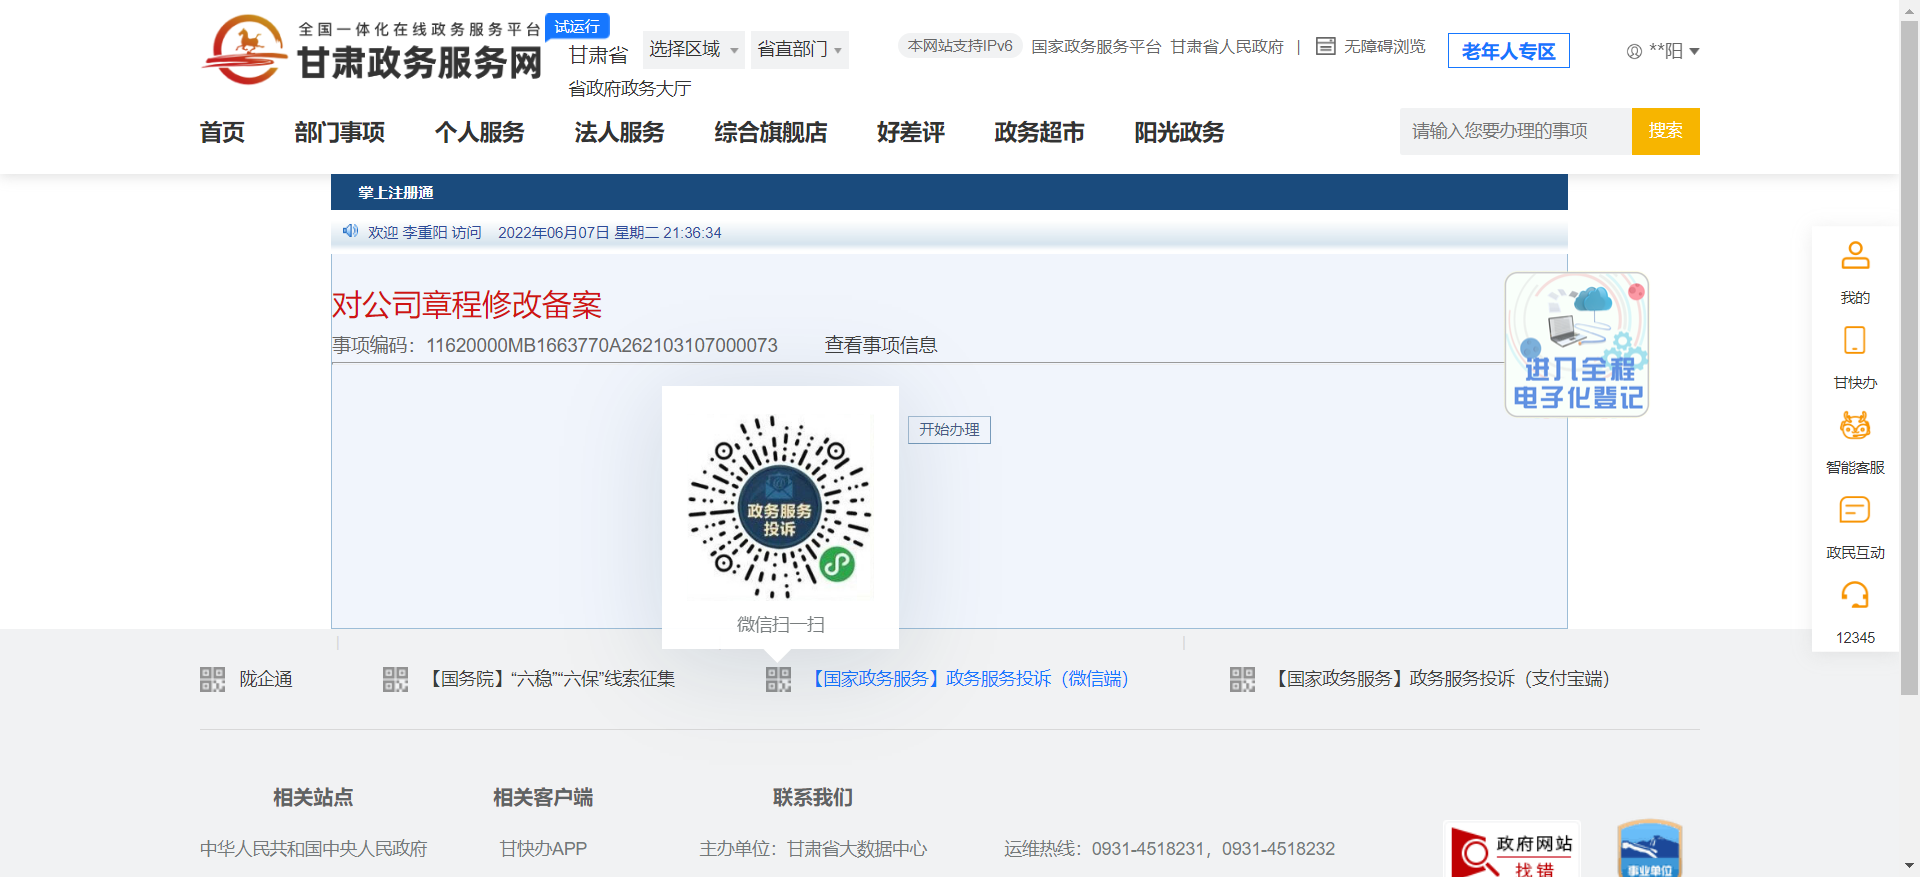 全国一体化在线政务服务平台
试运行
甘肃政务服务网
甘肃省
选择区域
省直部门
省政府政务大厅
本网站支持IPv6
国家政务服务平台
甘肃省人民政府
|
无障碍浏览
老年人专区
**阳
首页
部门事项
个人服务
法人服务
综合旗舰店
好差评
政务超市
阳光政务
请输入您要办理的事项
搜索
掌上注册通
欢迎 李重阳 访问 2022年06月07日 星期二 21:36:34
对公司章程修改备案
事项编码：11620000MB1663770A262103107000073
查看事项信息
进入全程
电子化登记
开始办理
政务服务
投诉
微信扫一扫
我的
甘快办
智能客服
政民互动
12345
陇企通
【国务院】“六稳”“六保”线索征集
【国家政务服务】政务服务投诉（微信端）
【国家政务服务】政务服务投诉（支付宝端）
相关站点
相关客户端
联系我们
中华人民共和国中央人民政府
甘快办APP
主办单位：甘肃省大数据中心
运维热线：0931-4518231，0931-4518232
政府网站
找错
事业单位